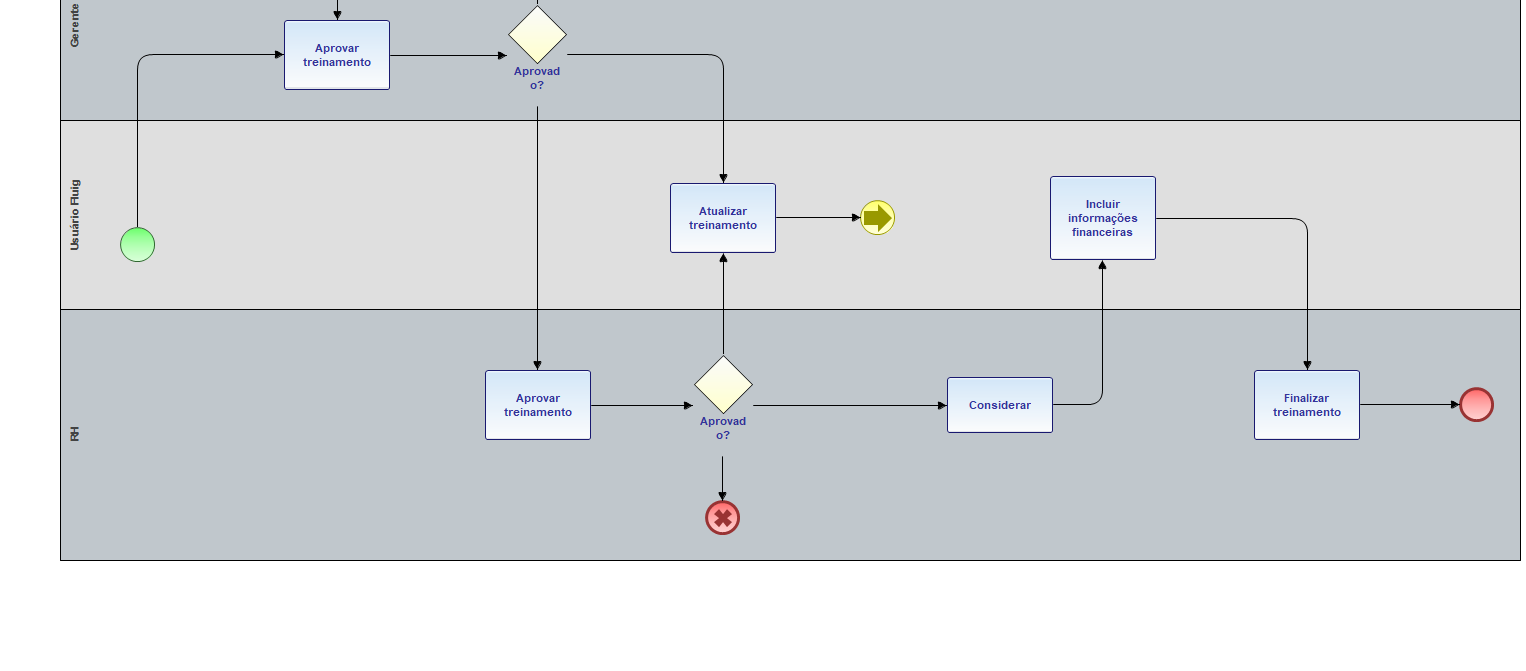 Gerente
Aprovar
treinamento
Aprovad
o?
Usuário Fluig
Atualizar
treinamento
Incluir
informações
financeiras
RH
Aprovar
treinamento
Aprovad
o?
Considerar
Finalizar
treinamento